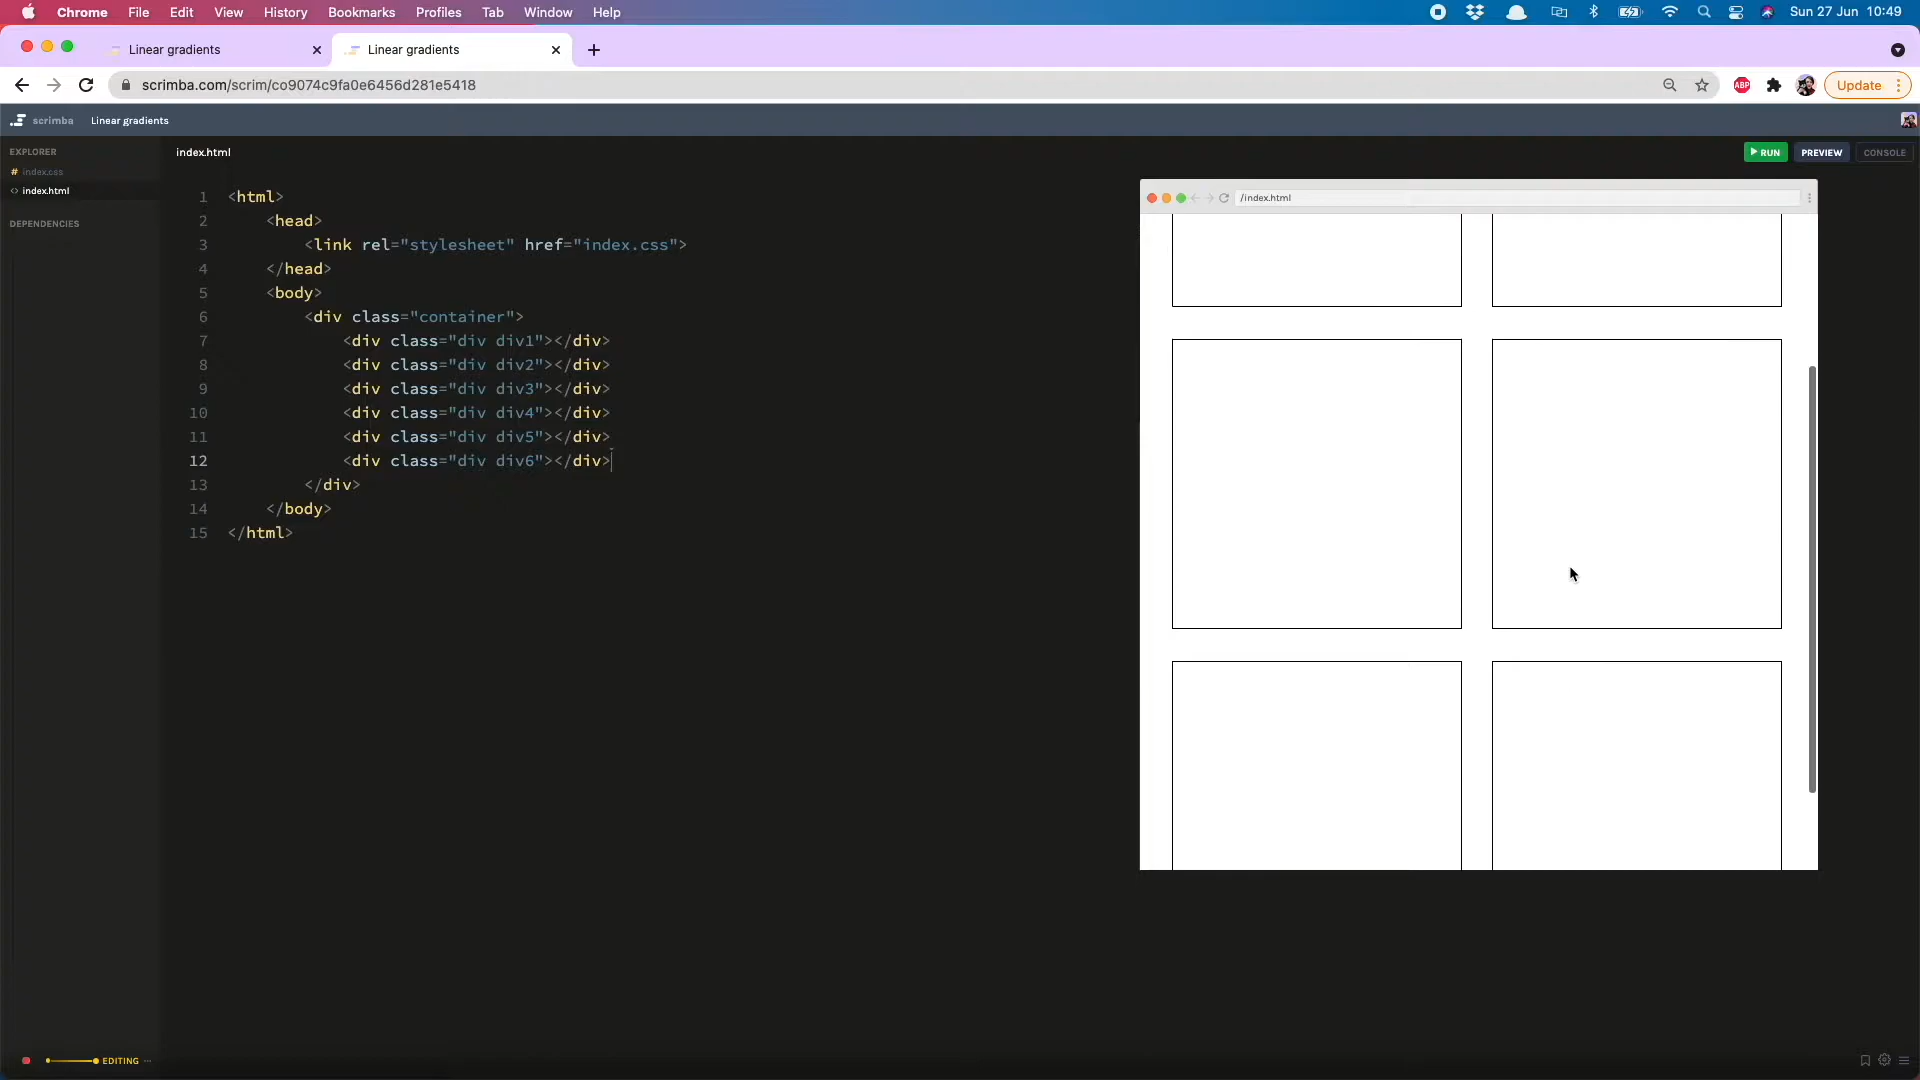 Chrome File Edit View History Bookmarks Profiles Tab Window Help Sun 27 Jun 10:49
Linear gradients Linear gradients
scrimba.com/scrim/co9074c9fa0e6456d281e5418 ABP Update
scrimba Linear gradients
EXPLORER index.html RUN PREVIEW CONSOLE
# index.css
<> index.html
DEPENDENCIES
/index.html
1 <html>
2 <head>
3 <link rel="stylesheet" href="index.css">
4 </head>
5 <body>
6 <div class="container">
7 <div class="div div1"></div>
8 <div class="div div2"></div>
9 <div class="div div3"></div>
10 <div class="div div4"></div>
11 <div class="div div5"></div>
12 <div class="div div6"></div>
13 </div>
14 </body>
15 </html>
EDITING ...